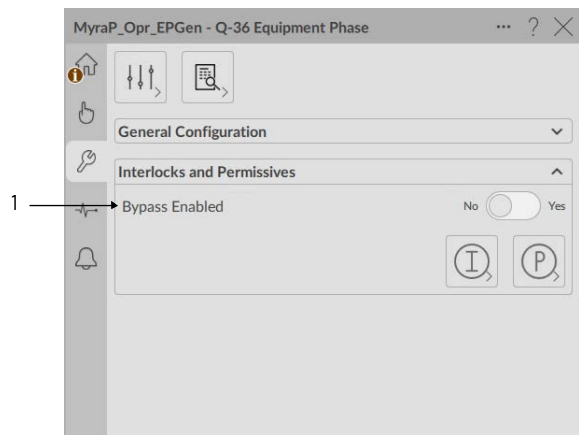 MyraP_Opr_EPGen - Q-36 Equipment Phase ... ?
General Configuration
Interlocks and Permissives
1
Bypass Enabled No Yes
I P